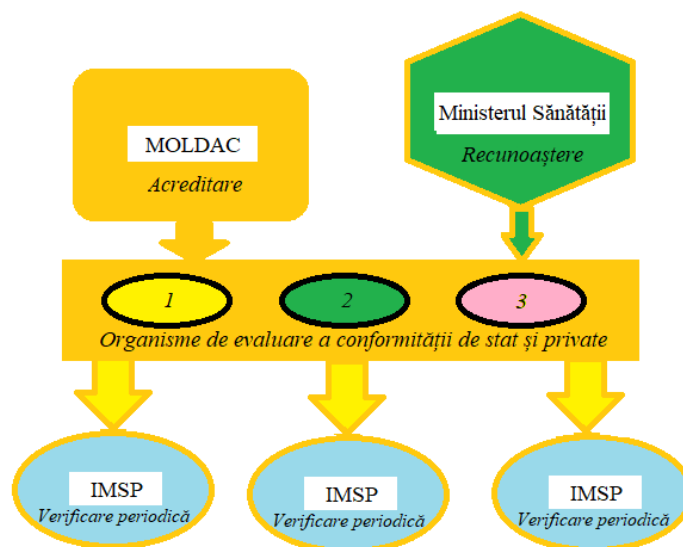 MOLDAC
Acreditare
Ministerul Sănătății
Recunoaștere
1
2
3
Organisme de evaluare a conformității de stat și private
IMSP
Verificare periodică
IMSP
Verificare periodică
IMSP
Verificare periodică